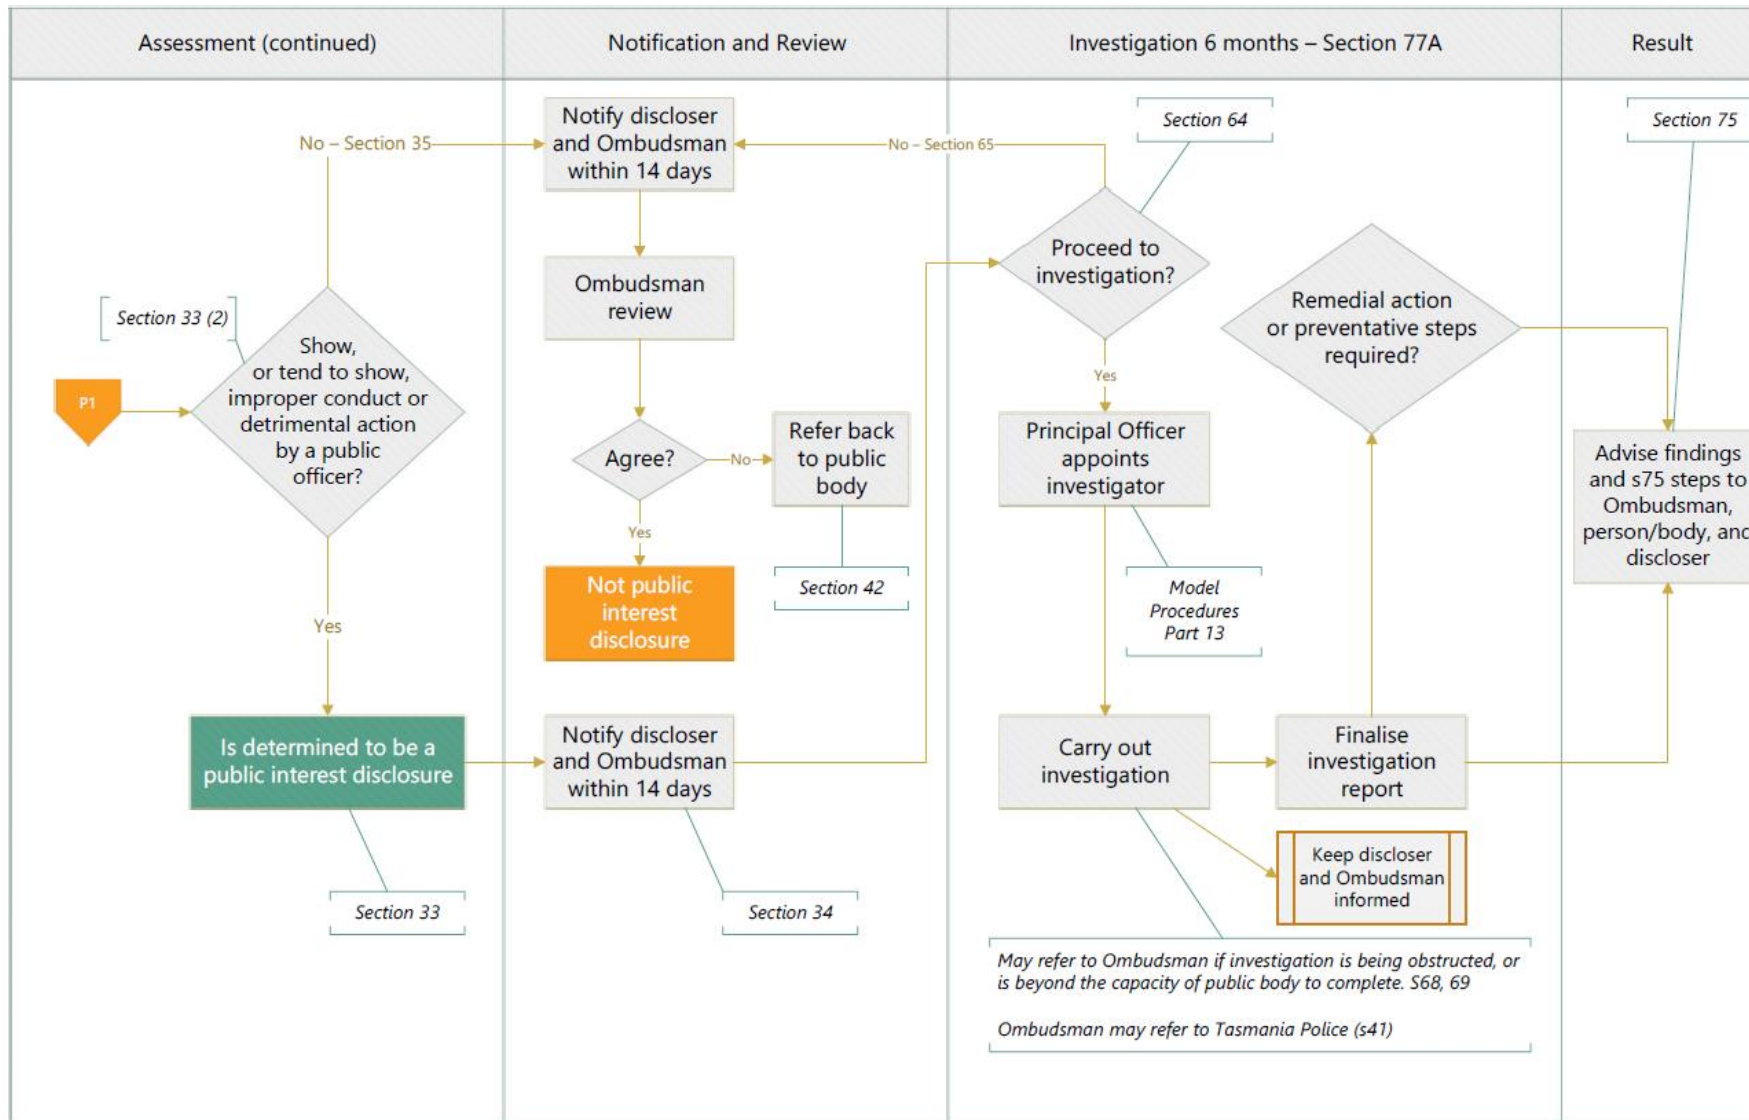 Assessment (continued)
Notification and Review
Investigation 6 months – Section 77A
Result
P1
Section 33 (2)
Show,
or tend to show,
improper conduct or
detrimental action
by a public
officer?
No – Section 35
Yes
Is determined to be a
public interest disclosure
Section 33
Notify discloser
and Ombudsman
within 14 days
Ombudsman
review
Agree?
No
Refer back
to public
body
Section 42
Yes
Not public
interest
disclosure
Notify discloser
and Ombudsman
within 14 days
Section 34
No – Section 65
Section 64
Proceed to
investigation?
Yes
Principal Officer
appoints
investigator
Model
Procedures
Part 13
Carry out
investigation
Finalise
investigation
report
Keep discloser
and Ombudsman
informed
May refer to Ombudsman if investigation is being obstructed, or
is beyond the capacity of public body to complete. S68, 69
Ombudsman may refer to Tasmania Police (s41)
Remedial action
or preventative steps
required?
Section 75
Advise findings
and s75 steps to
Ombudsman,
person/body, and
discloser